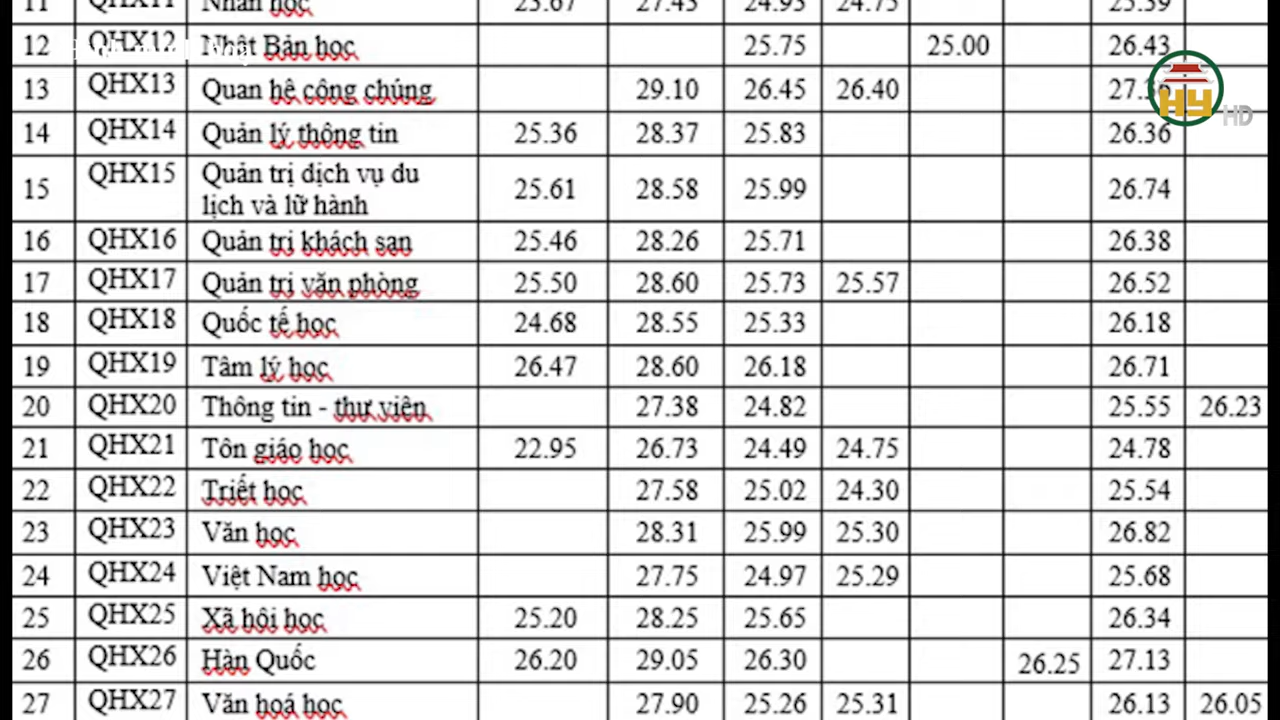 11 QHX11 Nhân học 23.67 27.43 24.93 24.75 25.39
12 QHX12 Nhật Bản học 25.75 25.00 26.43
13 QHX13 Quan hệ công chúng 29.10 26.45 26.40
14 QHX14 Quản lý thông tin 25.36 28.37 25.83 26.36
15 QHX15 Quản trị dịch vụ du
lịch và lữ hành 25.61 28.58 25.99 26.74
16 QHX16 Quản trị khách sạn 25.46 28.26 25.71 26.38
17 QHX17 Quản trị văn phòng 25.50 28.60 25.73 25.57 26.52
18 QHX18 Quốc tế học 24.68 28.55 25.33 26.18
19 QHX19 Tâm lý học 26.47 28.60 26.18 26.71
20 QHX20 Thông tin - thư viện 27.38 24.82 25.55 26.23
21 QHX21 Tôn giáo học 22.95 26.73 24.49 24.75 24.78
22 QHX22 Triết học 27.58 25.02 24.30 25.54
23 QHX23 Văn học 28.31 25.99 25.30 26.82
24 QHX24 Việt Nam học 27.75 24.97 25.29 25.68
25 QHX25 Xã hội học 25.20 28.25 25.65 26.34
26 QHX26 Hàn Quốc 26.20 29.05 26.30 26.25 27.13
27 QHX27 Văn hoá học 27.90 25.26 25.31 26.13 26.05
HY HD